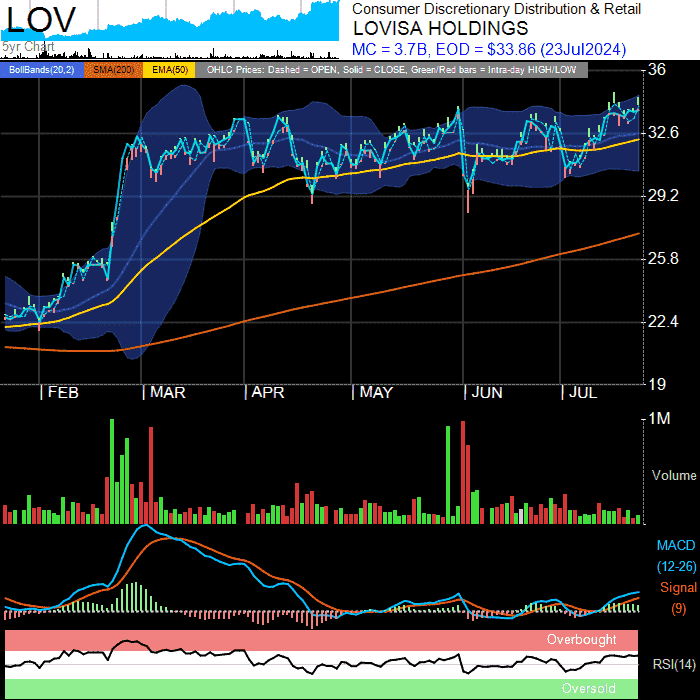 LOV
5yr Chart
Consumer Discretionary Distribution & Retail
LOVISA HOLDINGS
MC = 3.7B, EOD = $33.86 (23Jul2024)
BollBands(20,2) SMA(200) EMA(50) OHLC Prices: Dashed = OPEN, Solid = CLOSE, Green/Red bars = Intra-day HIGH/LOW
36
32.6
29.2
25.8
22.4
19
| FEB | MAR | APR | MAY | JUN | JUL
1M
Volume
MACD
(12-26)
Signal
(9)
Overbought
RSI(14)
Oversold